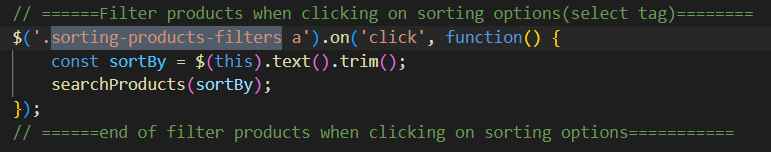 // ======Filter products when clicking on sorting options(select tag)========
$('.sorting-products-filters a').on('click', function() {
    const sortBy = $(this).text().trim();
    searchProducts(sortBy);
});
// ======end of filter products when clicking on sorting options===========